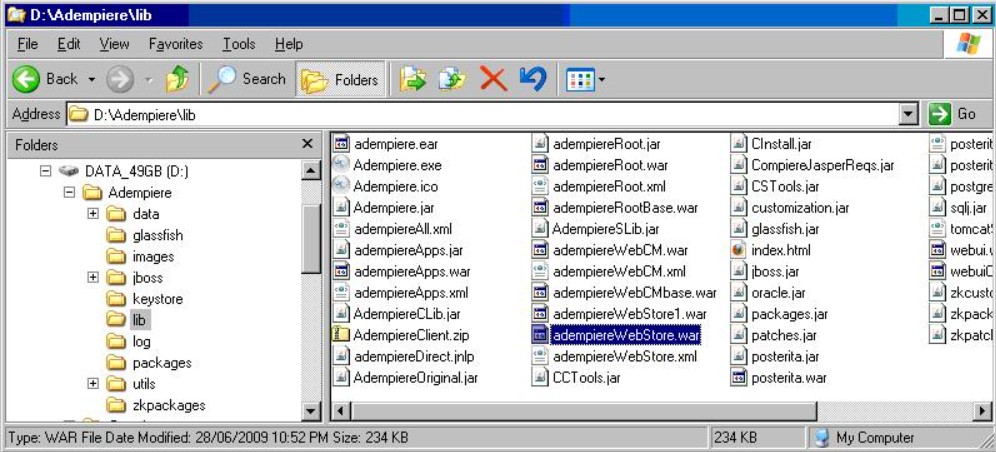 D:\Adempiere\lib
File Edit View Favorites Tools Help
Back Search Folders
Address D:\Adempiere\lib Go
Folders
DATA_49GB (D:)
Adempiere
data
glassfish
images
jboss
keystore
lib
log
packages
utils
zkpackages
adempiere.ear
Adempiere.exe
Adempiere.ico
Adempiere.jar
adempiereAll.xml
adempiereApps.jar
adempiereApps.war
adempiereApps.xml
AdempiereCLib.jar
AdempiereClient.zip
adempiereDirect.jnlp
AdempiereOriginal.jar
adempiereRoot.jar
adempiereRoot.war
adempiereRoot.xml
adempiereRootBase.war
AdempiereSLib.jar
adempiereWebCM.war
adempiereWebCM.xml
adempiereWebCMbase.war
adempiereWebStore1.war
adempiereWebStore.war
adempiereWebStore.xml
CCTools.jar
CInstall.jar
CompiereJasperReqs.jar
CSTools.jar
customization.jar
glassfish.jar
index.html
jboss.jar
oracle.jar
packages.jar
patches.jar
posterita.jar
posterita.war
posterit
posterit
postgre
sqlj.jar
tomcat
webui.
webui
zkcust
zkpack
zkpatc
Type: WAR File Date Modified: 28/06/2009 10:52 PM Size: 234 KB 234 KB My Computer